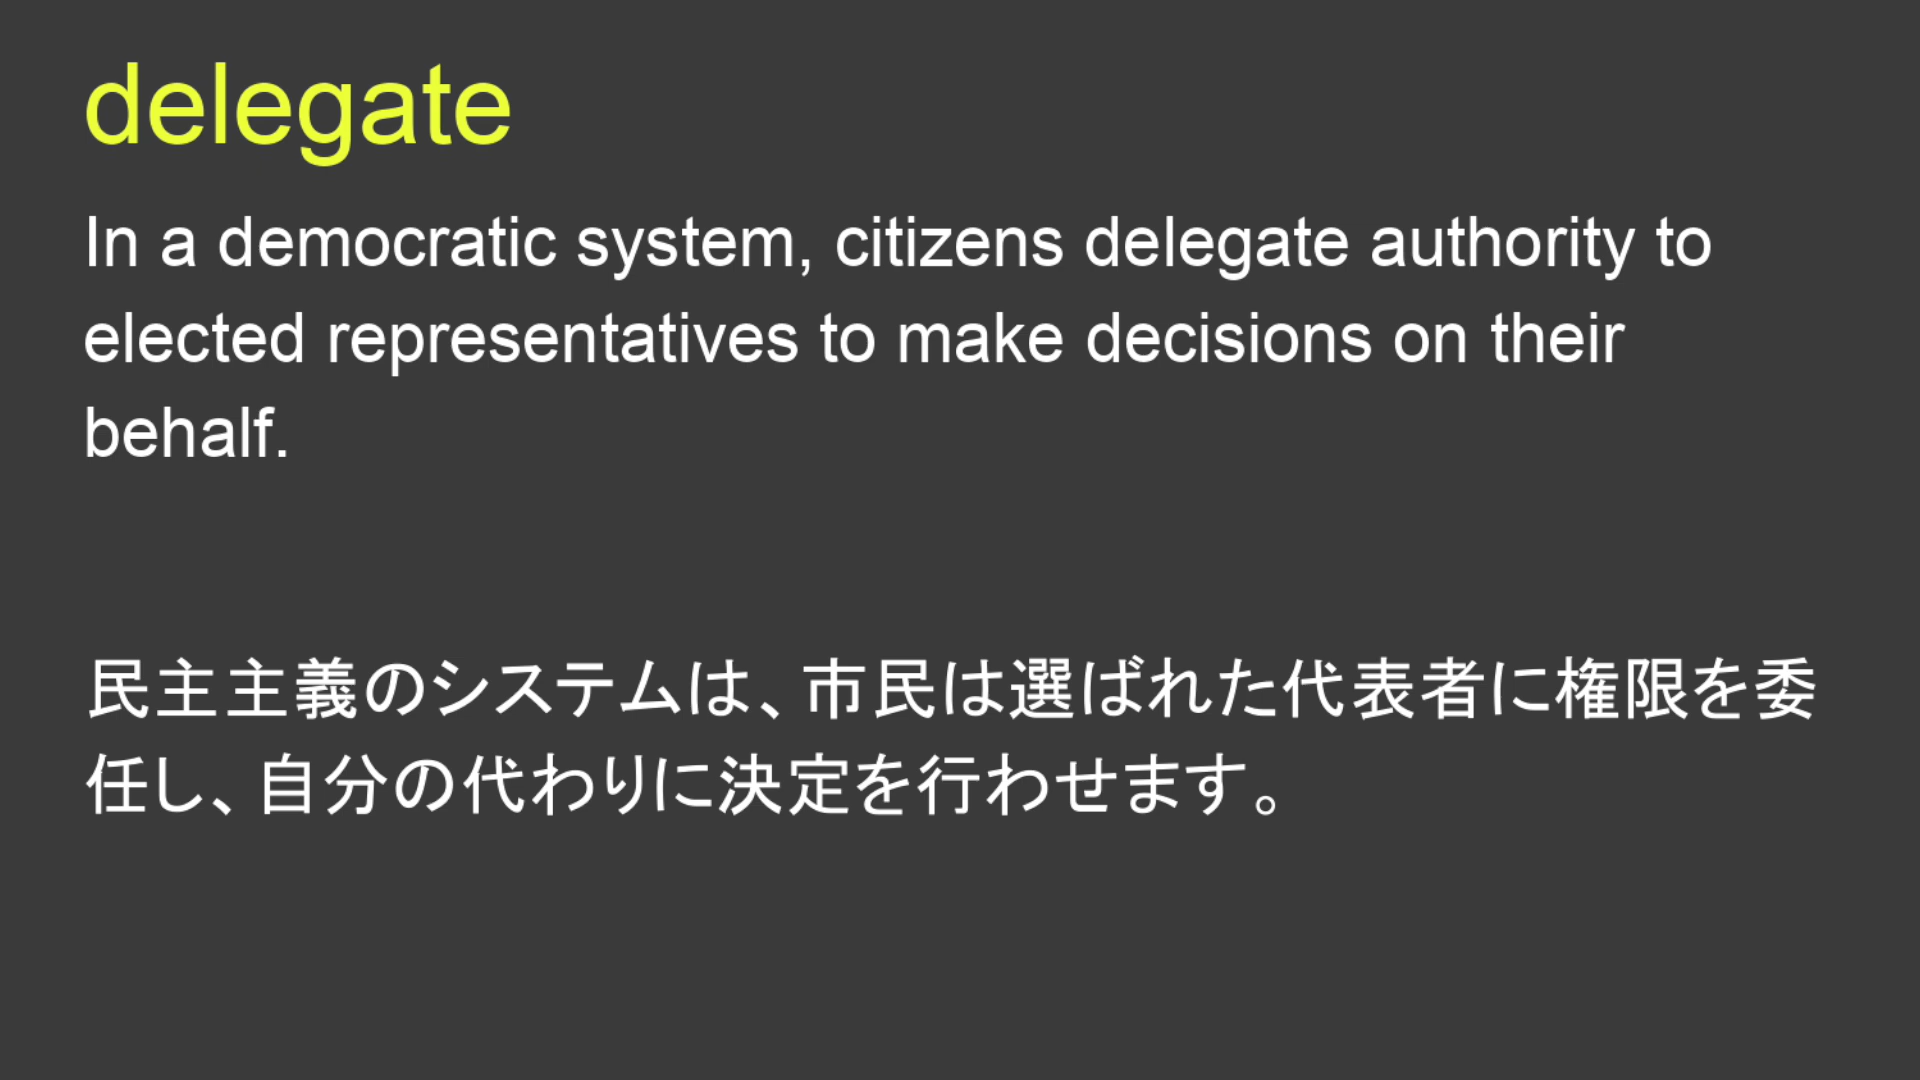 delegate
In a democratic system, citizens delegate authority to
elected representatives to make decisions on their
behalf.
民主主義のシステムは、市民は選ばれた代表者に権限を委
任し、自分の代わりに決定を行わせます。